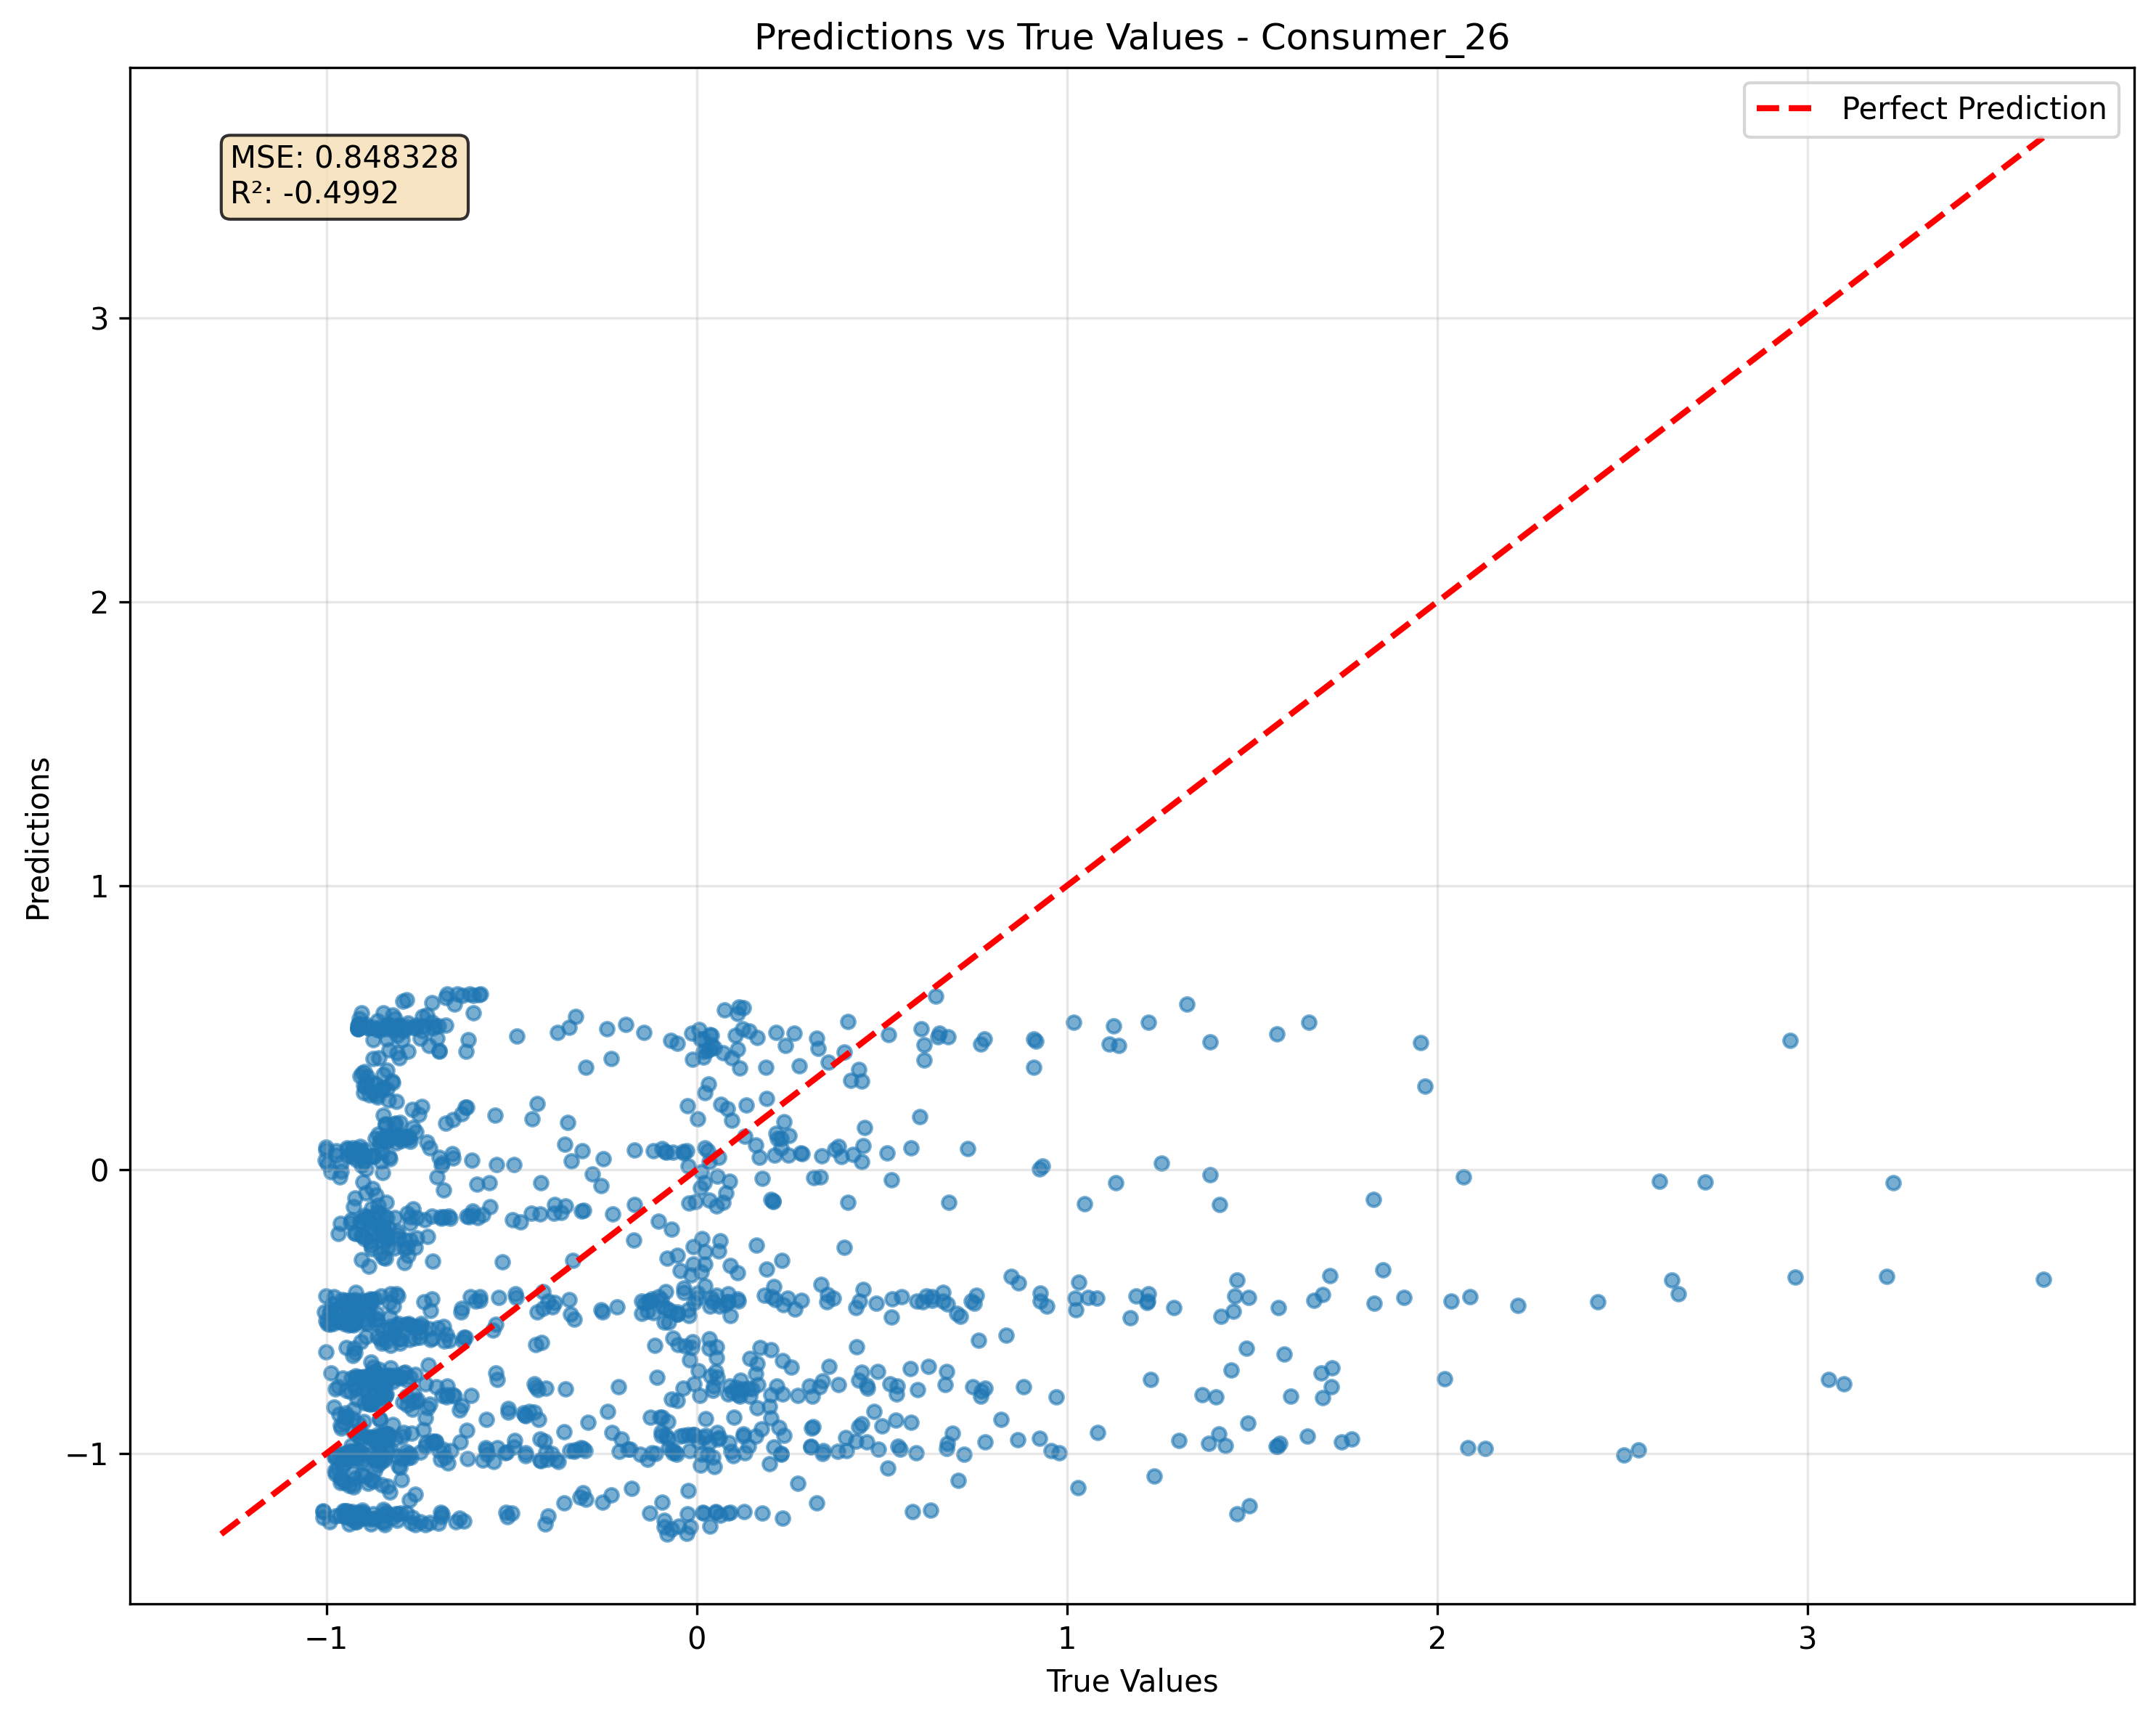 Predictions vs True Values - Consumer_26
Perfect Prediction
MSE: 0.848328
R²: -0.4992
3
2
1
0
−1
Predictions
−1
0
1
2
3
True Values